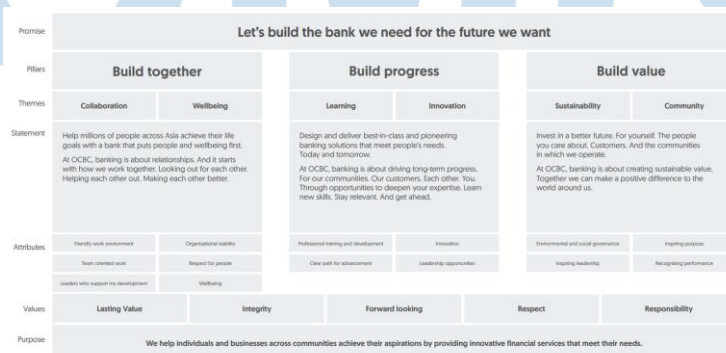 Promise
Let's build the bank we need for the future we want
Pillars
Build together
Build progress
Build value
Themes
Collaboration
Wellbeing
Learning
Innovation
Sustainability
Community
Statement
Help millions of people across Asia achieve their life
goals with a bank that puts people and wellbeing first.
At OCBC, banking is about relationships. And it starts
with how we work together. Looking out for each other.
Helping each other out. Making each other better.
Design and deliver best-in-class and pioneering
banking solutions that meet people's needs.
Today and tomorrow.
At OCBC, banking is about driving long-term progress.
For our communities. Our customers. Each other. You.
Through opportunities to deepen your expertise. Learn
new skills. Stay relevant. And get ahead.
Invest in a better future. For yourself. The people
you care about. Customers. And the communities
in which we operate.
At OCBC, banking is about creating sustainable value.
Together we can make a positive difference to the
world around us.
Attributes
Friendly work environment
Organisational stability
Professional training and development
Innovation
Environmental and social governance
Inspiring purpose
Team oriented work
Respect for people
Clear path for advancement
Leadership opportunities
Inspiring leadership
Recognising performance
Leaders who support my development
Wellbeing
Values
Lasting Value
Integrity
Forward looking
Respect
Responsibility
Purpose
We help individuals and businesses across communities achieve their aspirations by providing innovative financial services that meet their needs.